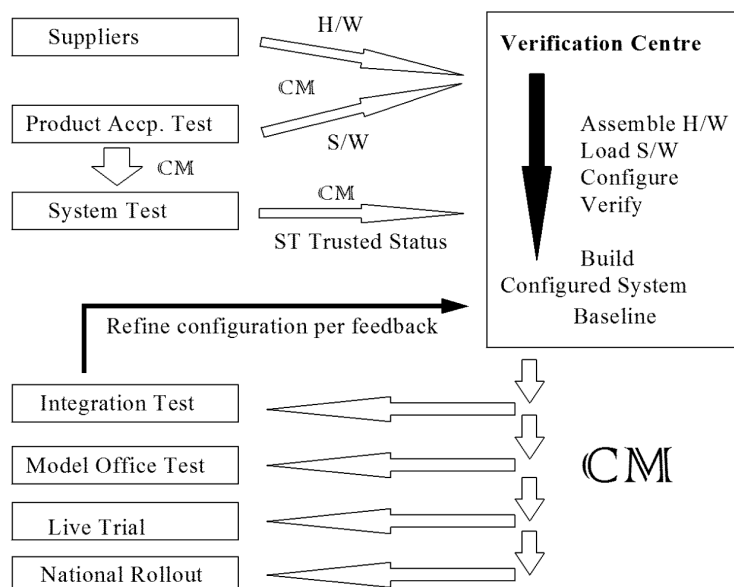 Suppliers
H/W
Verification Centre
CM
Product Accp. Test
S/W
Assemble H/W
Load S/W
Configure
Verify
CM
System Test
CM
ST Trusted Status
Build
Configured System
Baseline
Refine configuration per feedback
Integration Test
Model Office Test
CM
Live Trial
National Rollout